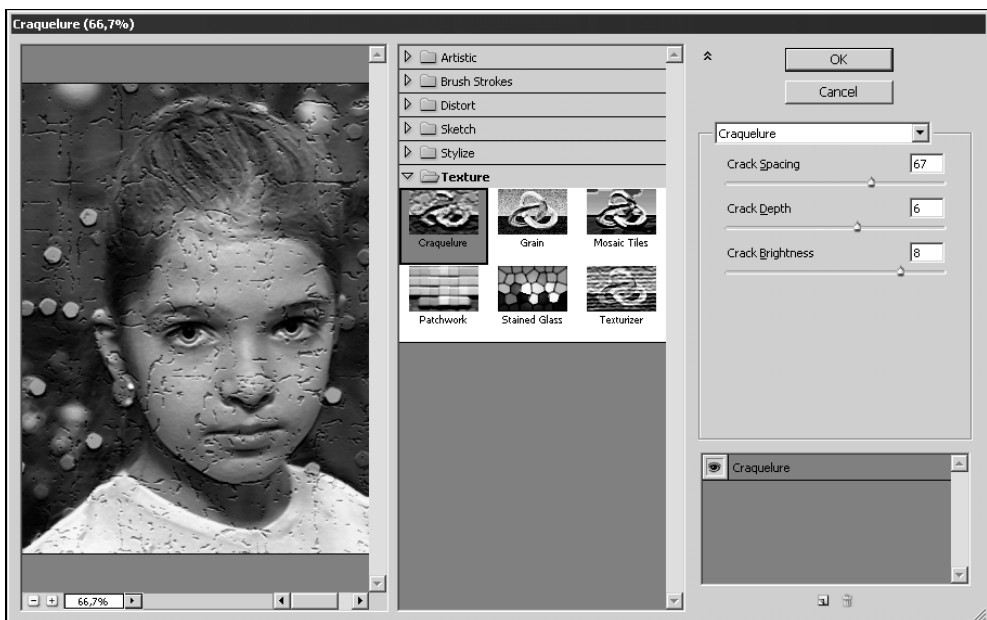 Craquelure (66,7%)
Artistic
Brush Strokes
Distort
Sketch
Stylize
Texture
Craquelure
Grain
Mosaic Tiles
Patchwork
Stained Glass
Texturizer
OK
Cancel
Craquelure
Crack Spacing 67
Crack Depth 6
Crack Brightness 8
Craquelure
66,7%